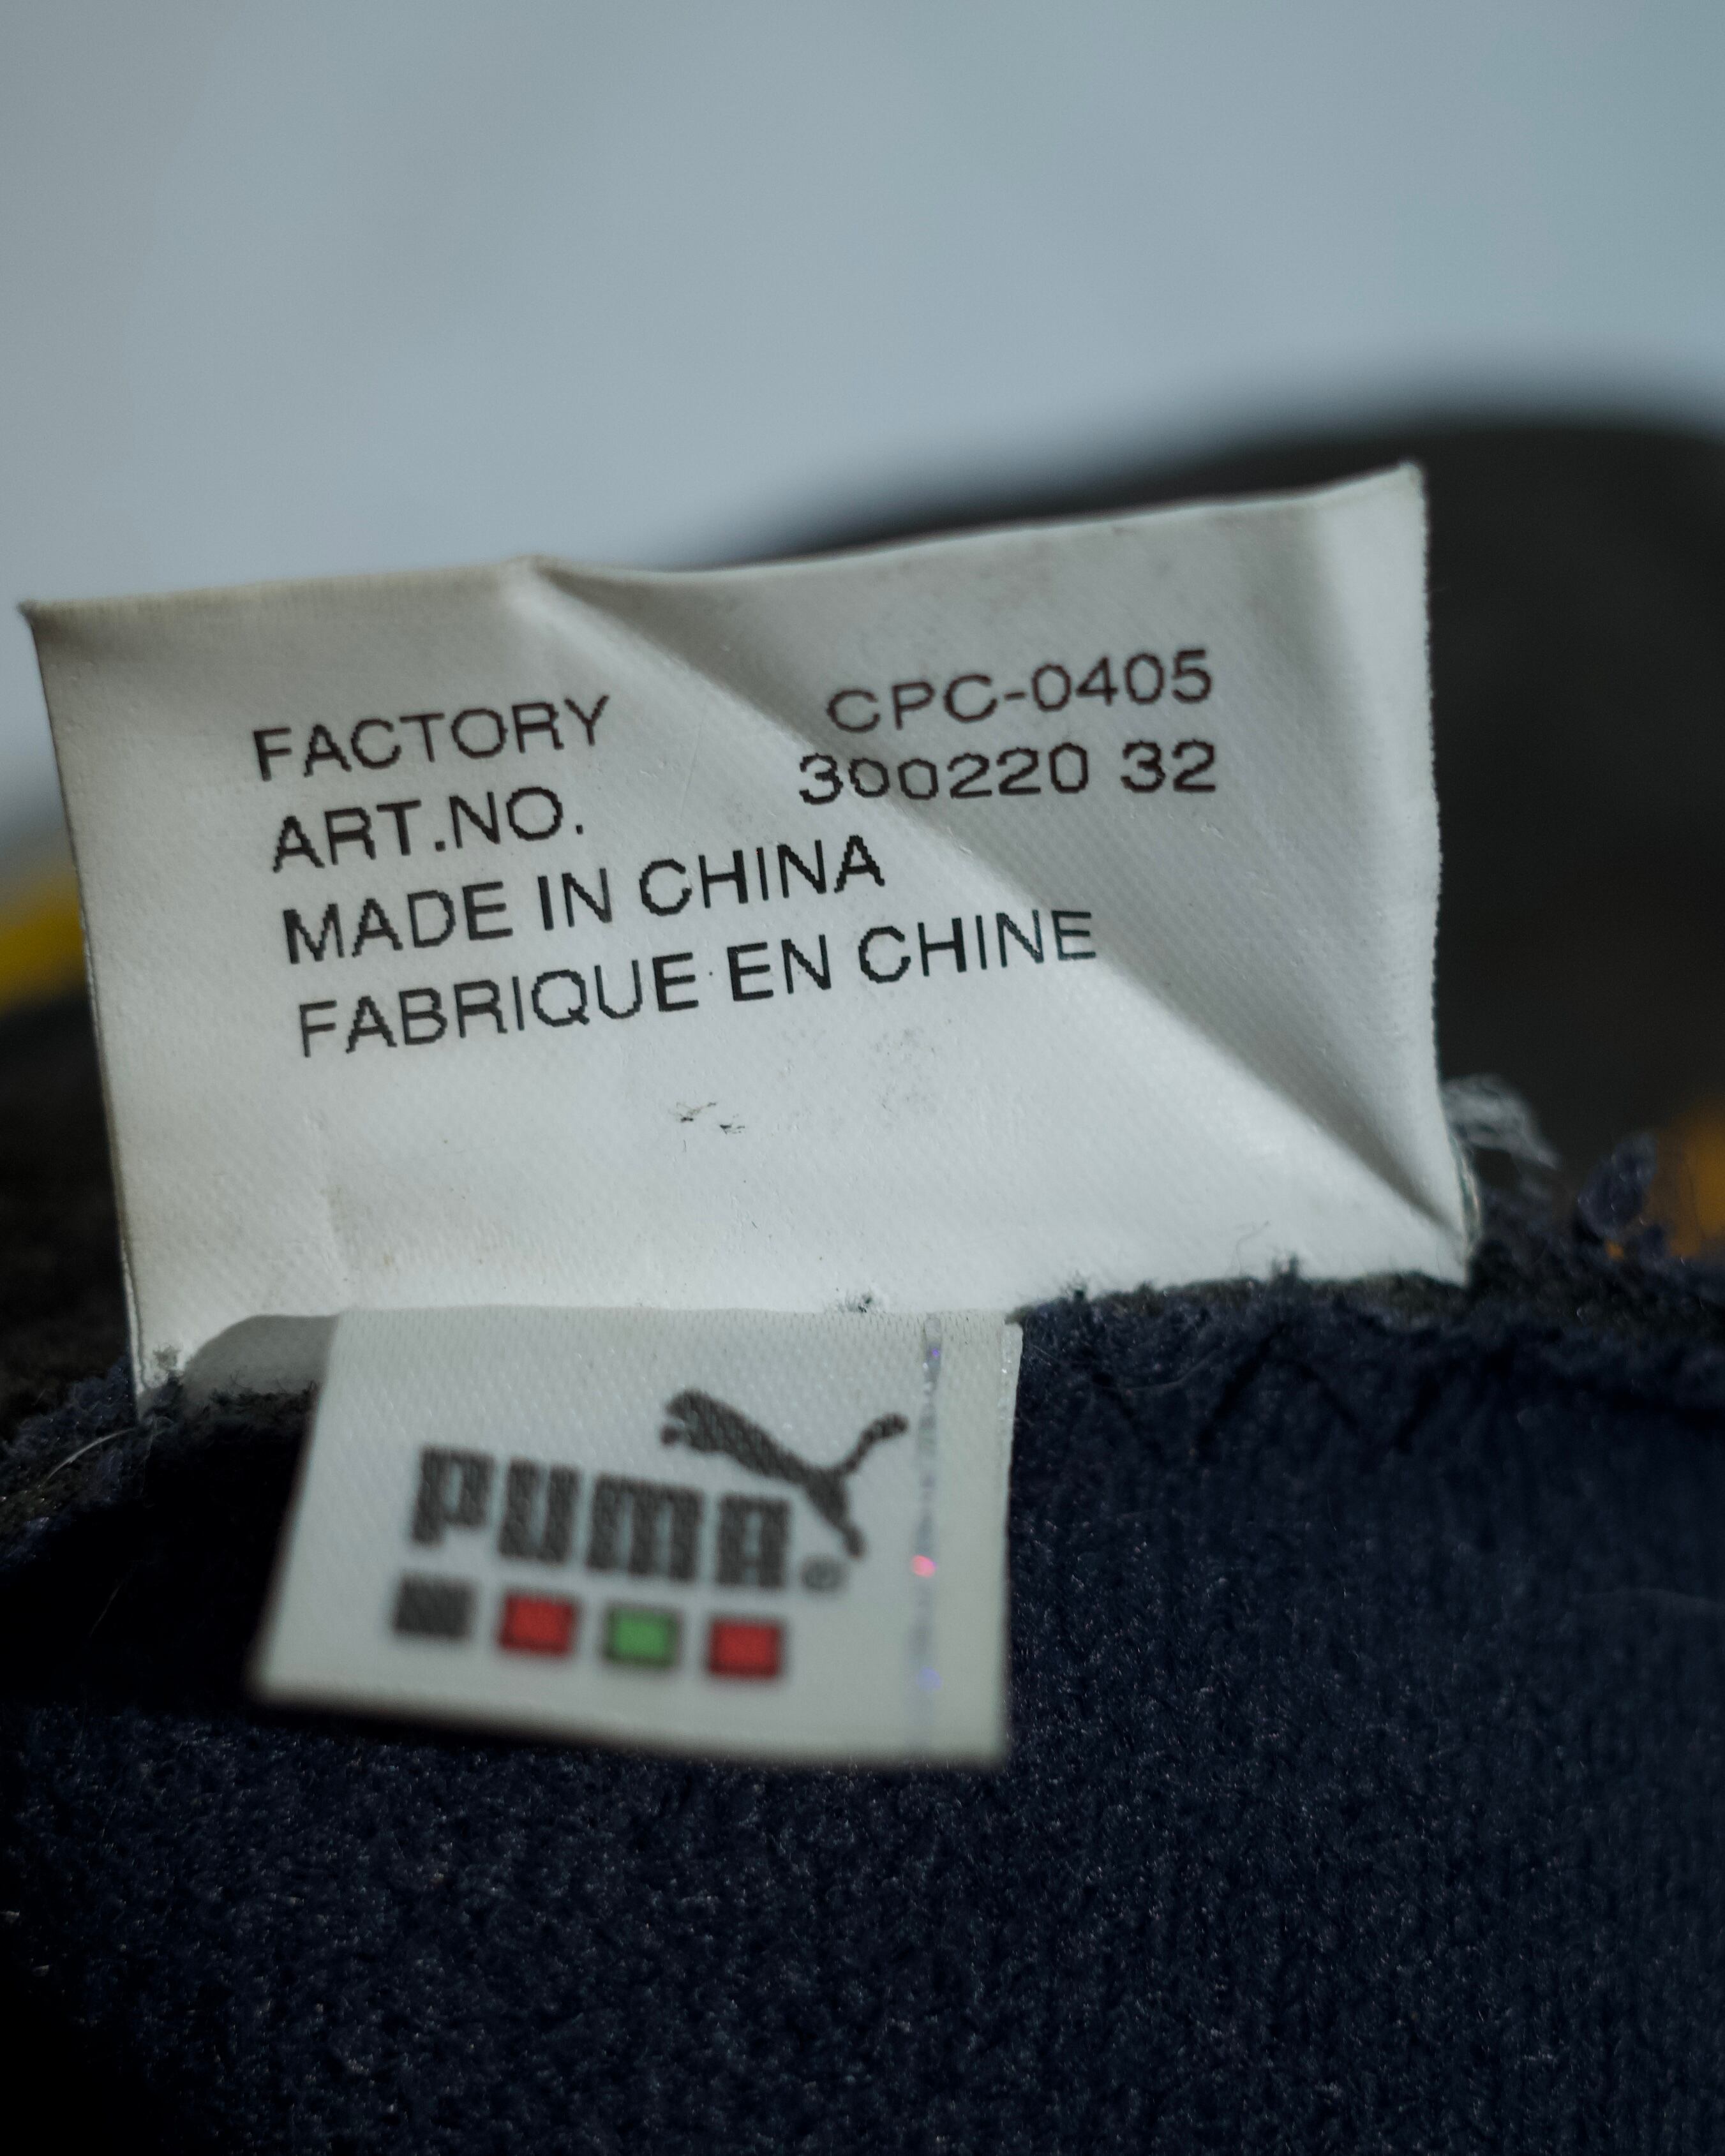 FACTORY CPC-0405
ART.NO. 300220 32
MADE IN CHINA
FABRIQUE EN CHINE
PUMA®